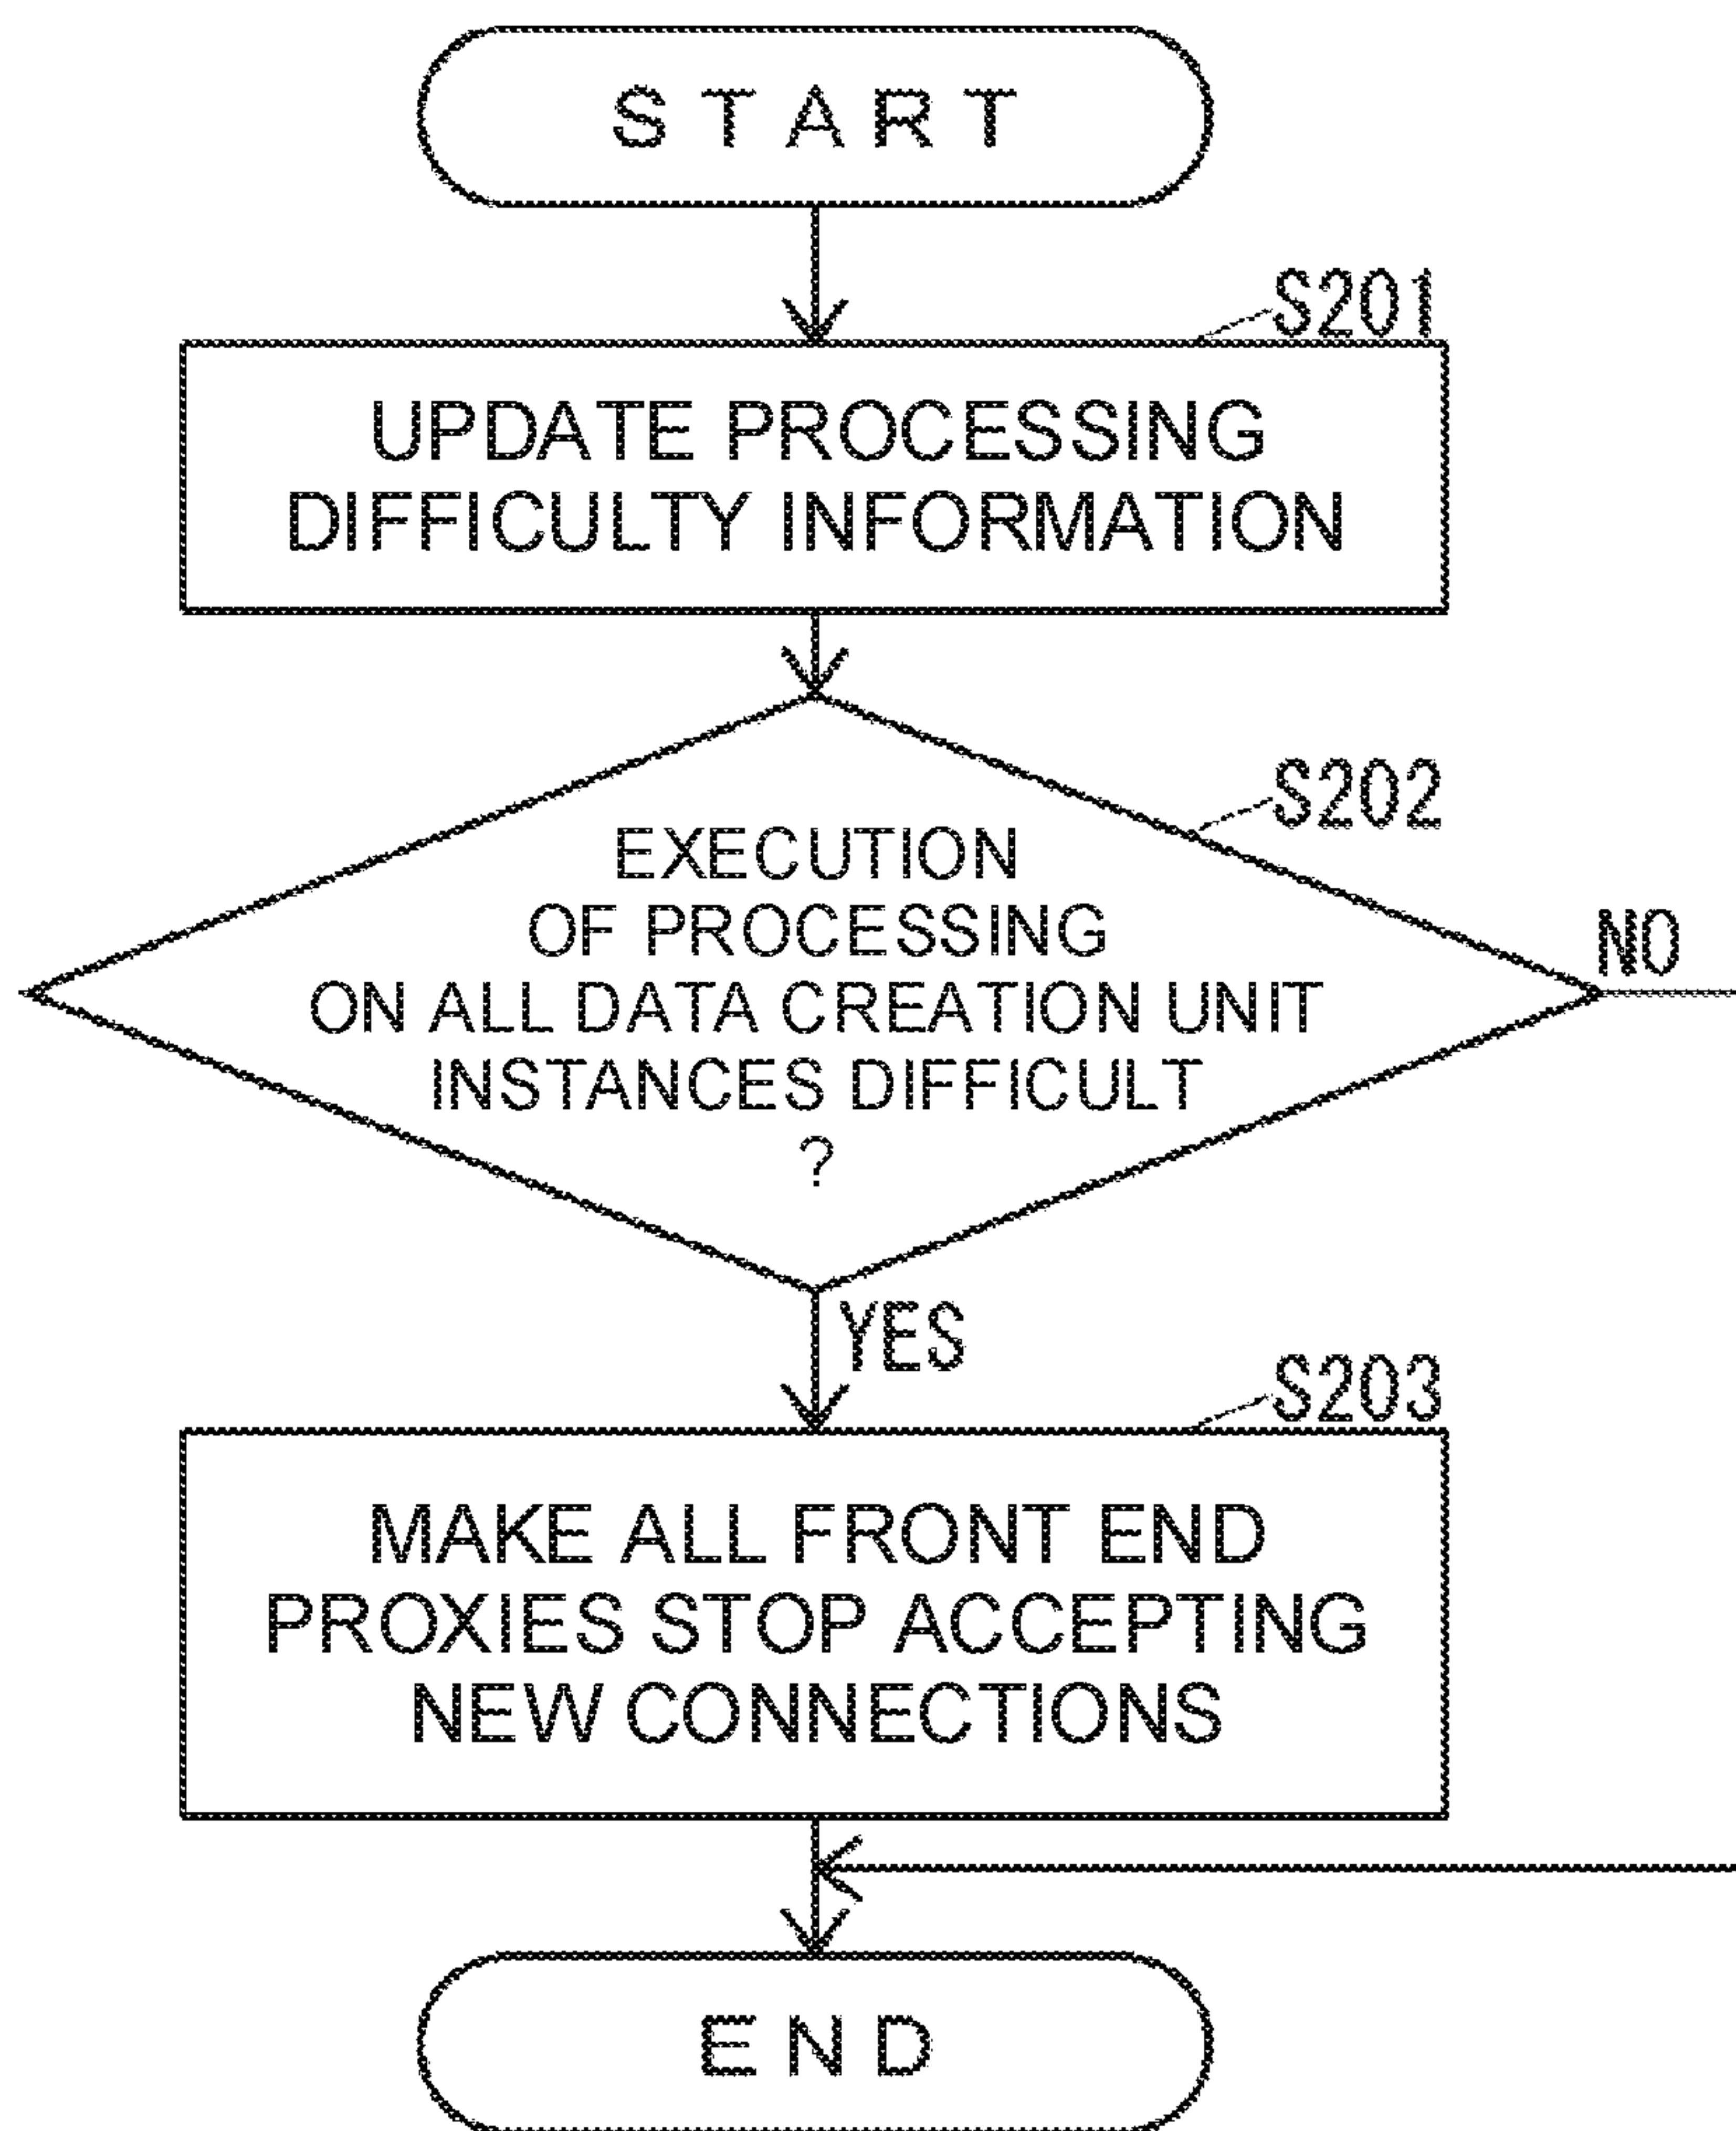 START
S201
UPDATE PROCESSING
DIFFICULTY INFORMATION
S202
EXECUTION
OF PROCESSING
ON ALL DATA CREATION UNIT
INSTANCES DIFFICULT
?
NO
YES
S203
MAKE ALL FRONT END
PROXIES STOP ACCEPTING
NEW CONNECTIONS
END